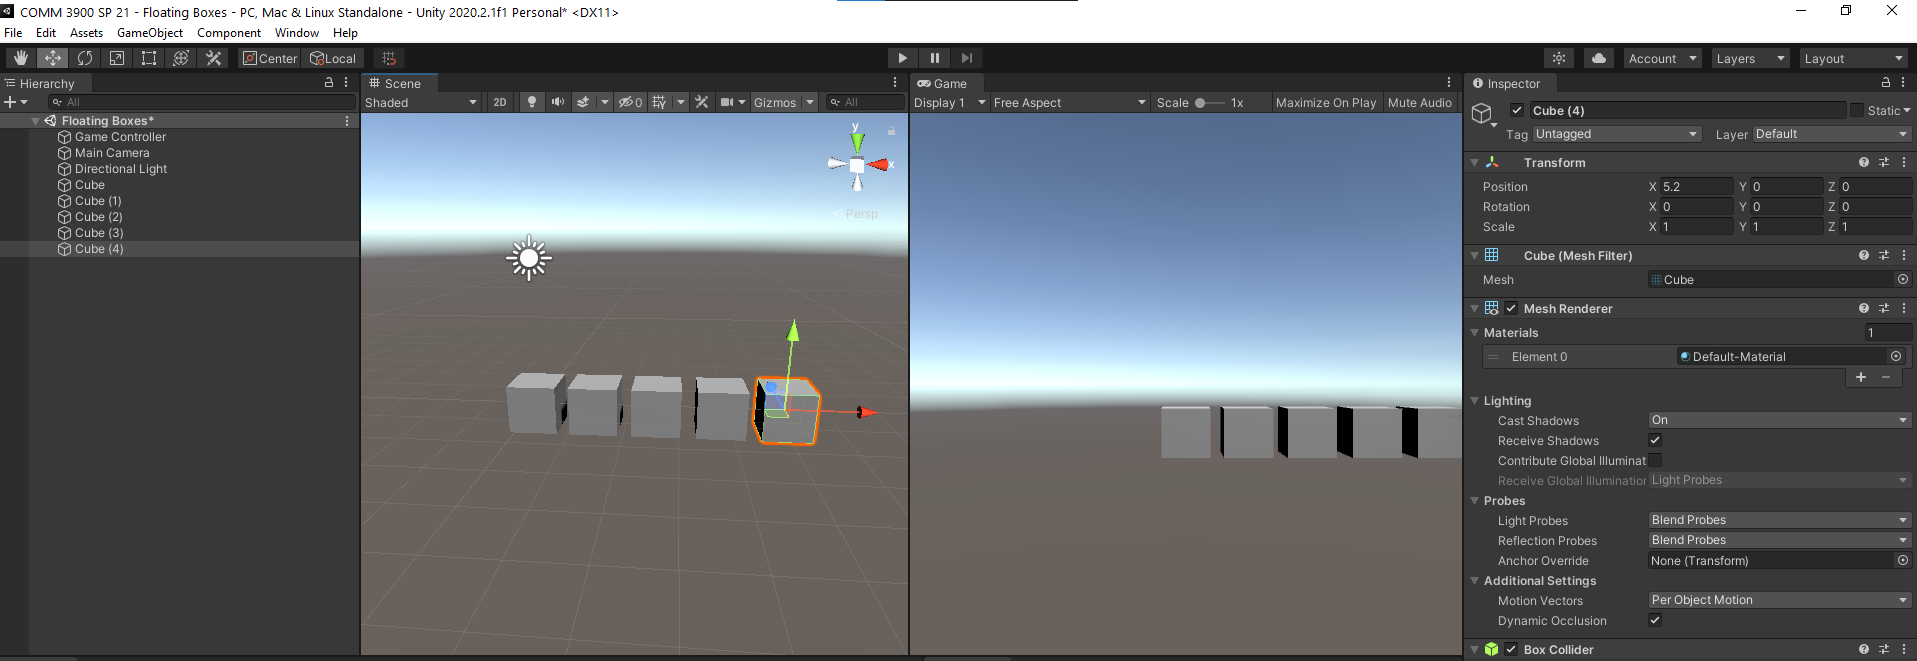 COMM 3900 SP 21 - Floating Boxes - PC, Mac & Linux Standalone - Unity 2020.2.1f1 Personal* <DX11>
File Edit Assets GameObject Component Window Help
Center Local Account Layers Layout
Hierarchy
All
Floating Boxes*
Game Controller
Main Camera
Directional Light
Cube
Cube (1)
Cube (2)
Cube (3)
Cube (4)
Scene
Shaded 2D 0 Gizmos All
y
x
Persp
Game
Display 1 Free Aspect Scale 1x Maximize On Play Mute Audio
Inspector
Cube (4) Static
Tag Untagged Layer Default
Transform
Position X 5.2 Y 0 Z 0
Rotation X 0 Y 0 Z 0
Scale X 1 Y 1 Z 1
Cube (Mesh Filter)
Mesh Cube
Mesh Renderer
Materials 1
Element 0 Default-Material
Lighting
Cast Shadows On
Receive Shadows
Contribute Global Illuminat
Receive Global Illumination Light Probes
Probes
Light Probes Blend Probes
Reflection Probes Blend Probes
Anchor Override None (Transform)
Additional Settings
Motion Vectors Per Object Motion
Dynamic Occlusion
Box Collider